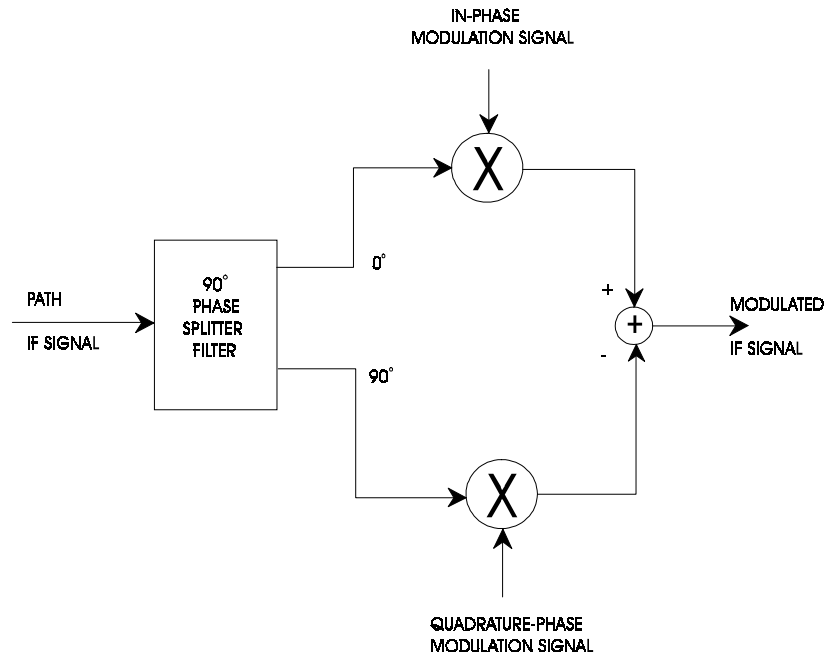 IN-PHASE
MODULATION SIGNAL
X
PATH
IF SIGNAL
90°
PHASE
SPLITTER
FILTER
0°
90°
+
+
-
MODULATED
IF SIGNAL
X
QUADRATURE-PHASE
MODULATION SIGNAL